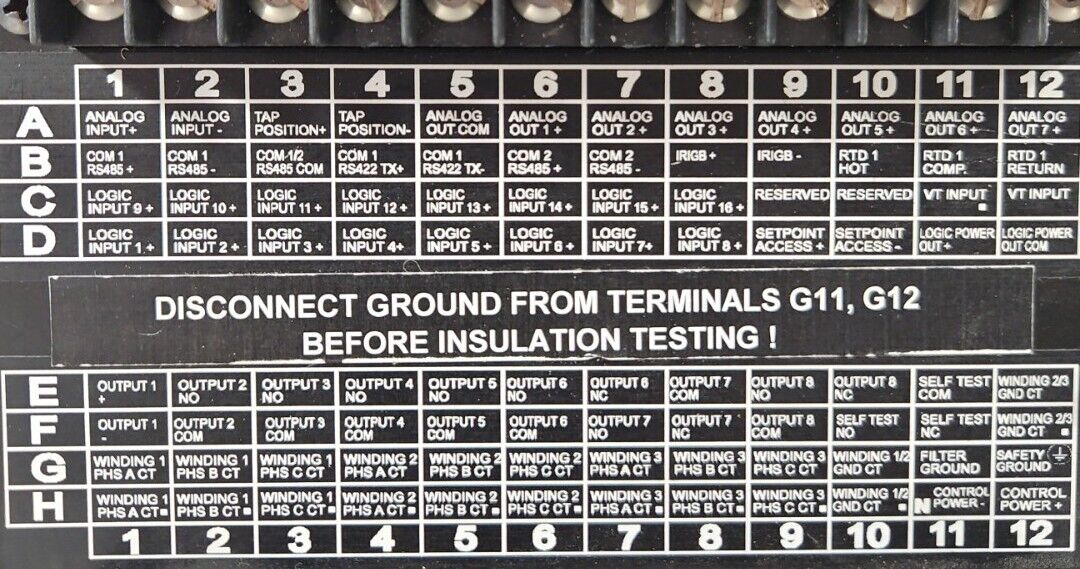 1 2 3 4 5 6 7 8 9 10 11 12
A ANALOG INPUT+ ANALOG INPUT - TAP POSITION+ TAP POSITION- ANALOG OUT COM ANALOG OUT 1 + ANALOG OUT 2 + ANALOG OUT 3 + ANALOG OUT 4 + ANALOG OUT 5 + ANALOG OUT 6 + ANALOG OUT 7 +
B COM 1 RS485 + COM 1 RS485 - COM 1/2 RS485 COM COM 1 RS422 TX+ COM 1 RS422 TX- COM 2 RS485 + COM 2 RS485 - IRIGB + IRIGB - RTD 1 HOT RTD 1 COMP. RTD 1 RETURN
C LOGIC INPUT 9 + LOGIC INPUT 10 + LOGIC INPUT 11 + LOGIC INPUT 12 + LOGIC INPUT 13 + LOGIC INPUT 14 + LOGIC INPUT 15 + LOGIC INPUT 16 + RESERVED RESERVED VT INPUT VT INPUT
D LOGIC INPUT 1 + LOGIC INPUT 2 + LOGIC INPUT 3 + LOGIC INPUT 4+ LOGIC INPUT 5 + LOGIC INPUT 6 + LOGIC INPUT 7+ LOGIC INPUT 8 + SETPOINT ACCESS + SETPOINT ACCESS - LOGIC POWER OUT + LOGIC POWER OUT COM
DISCONNECT GROUND FROM TERMINALS G11, G12
BEFORE INSULATION TESTING !
E OUTPUT 1 + OUTPUT 2 NO OUTPUT 3 NO OUTPUT 4 NO OUTPUT 5 NO OUTPUT 6 NO OUTPUT 6 NC OUTPUT 7 COM OUTPUT 8 NO OUTPUT 8 NC SELF TEST COM WINDING 2/3 GND CT
F OUTPUT 1 - OUTPUT 2 COM OUTPUT 3 COM OUTPUT 4 COM OUTPUT 5 COM OUTPUT 6 COM OUTPUT 7 NO OUTPUT 7 NC OUTPUT 8 COM SELF TEST NO SELF TEST NC WINDING 2/3 GND CT
G WINDING 1 PHS A CT WINDING 1 PHS B CT WINDING 1 PHS C CT WINDING 2 PHS A CT WINDING 2 PHS B CT WINDING 2 PHS C CT WINDING 3 PHS A CT WINDING 3 PHS B CT WINDING 3 PHS C CT WINDING 1/2 GND CT FILTER GROUND SAFETY GROUND
H WINDING 1 PHS A CT WINDING 1 PHS B CT WINDING 1 PHS C CT WINDING 2 PHS A CT WINDING 2 PHS B CT WINDING 2 PHS C CT WINDING 3 PHS A CT WINDING 3 PHS B CT WINDING 3 PHS C CT WINDING 1/2 GND CT N CONTROL POWER - CONTROL POWER +
1 2 3 4 5 6 7 8 9 10 11 12